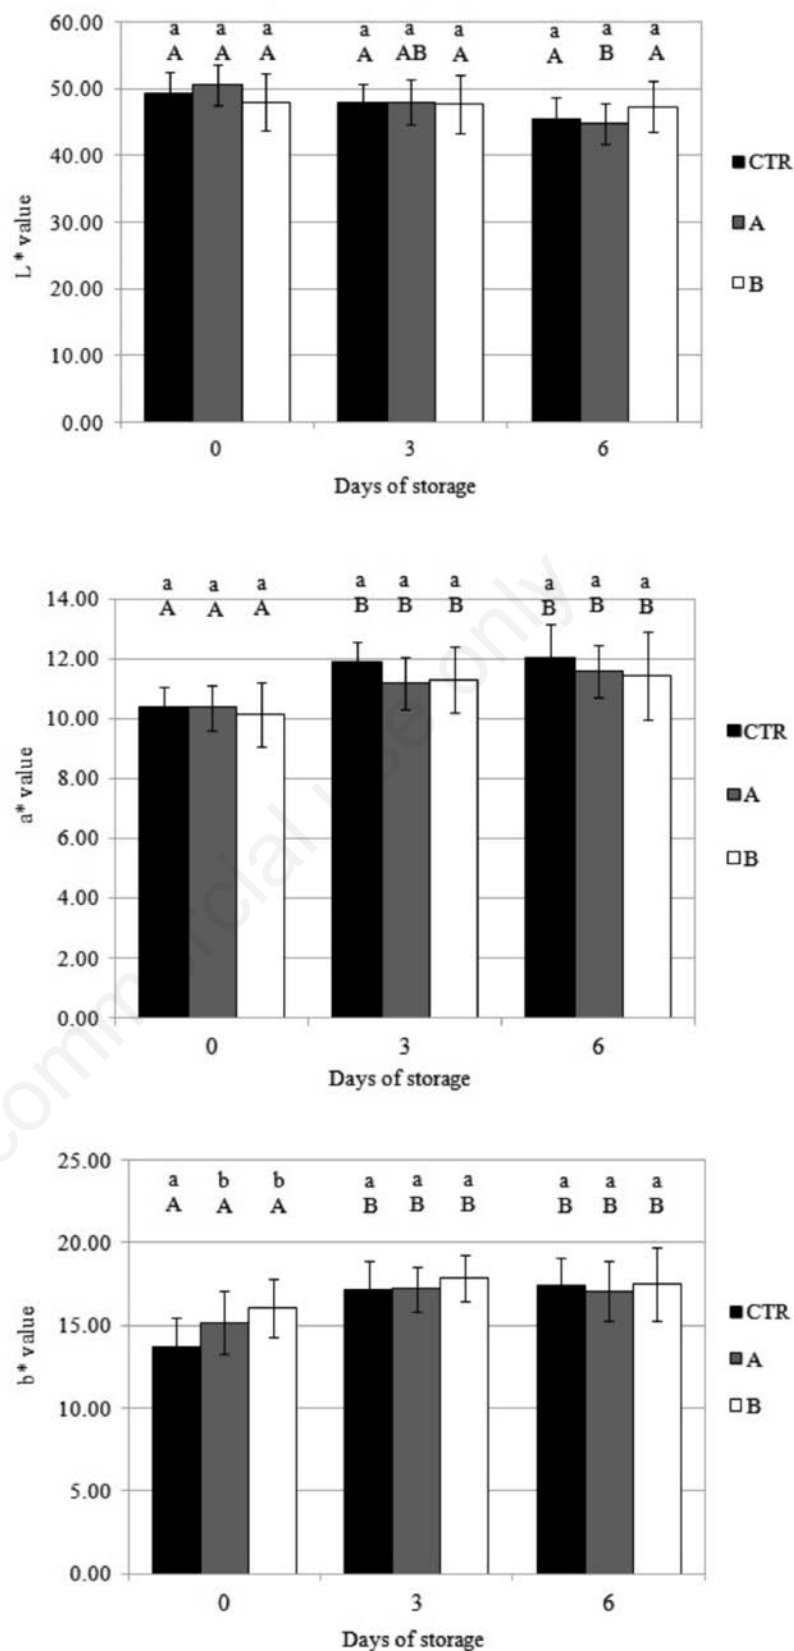 60.00
a a a a a a a a a
A A A A AB A A B A
50.00
40.00
CTR
30.00
A
L* value
20.00
B
10.00
0.00
0 3 6
Days of storage
a a a a a a a a a
14.00
A A A B B B B B B
12.00
10.00
CTR
8.00
a* value
A
6.00
B
4.00
2.00
0.00
0 3 6
Days of storage
commercial use only
25.00
a b b a a a a a a
A A A B B B B B B
20.00
15.00
CTR
b* value
A
10.00
B
5.00
0.00
0 3 6
Days of storage